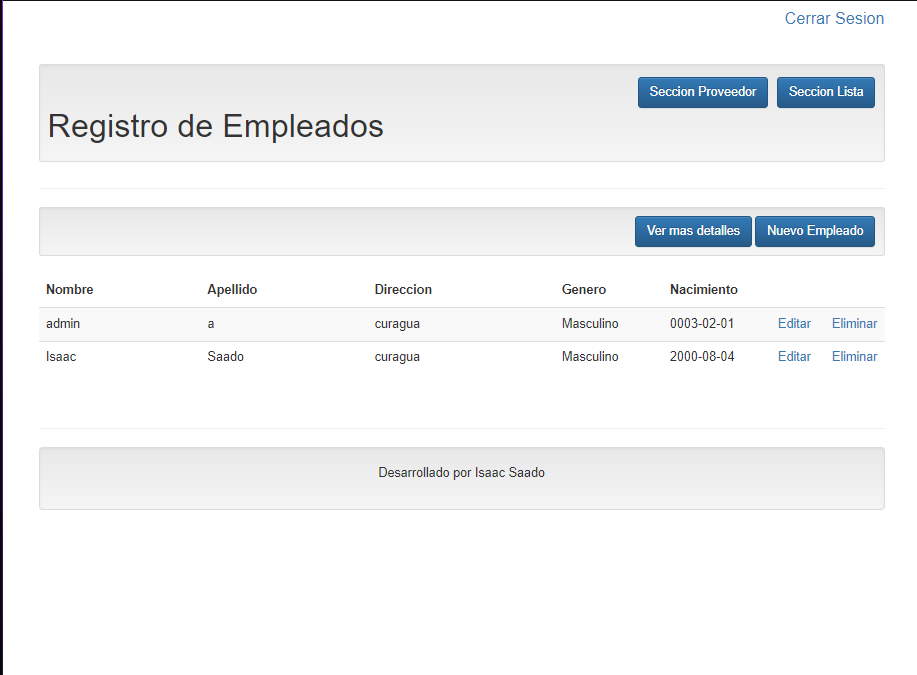 Cerrar Sesion
Seccion Proveedor Seccion Lista
Registro de Empleados
Ver mas detalles Nuevo Empleado
Nombre Apellido Direccion Genero Nacimiento
admin a curagua Masculino 0003-02-01 Editar Eliminar
Isaac Saado curagua Masculino 2000-08-04 Editar Eliminar
Desarrollado por Isaac Saado